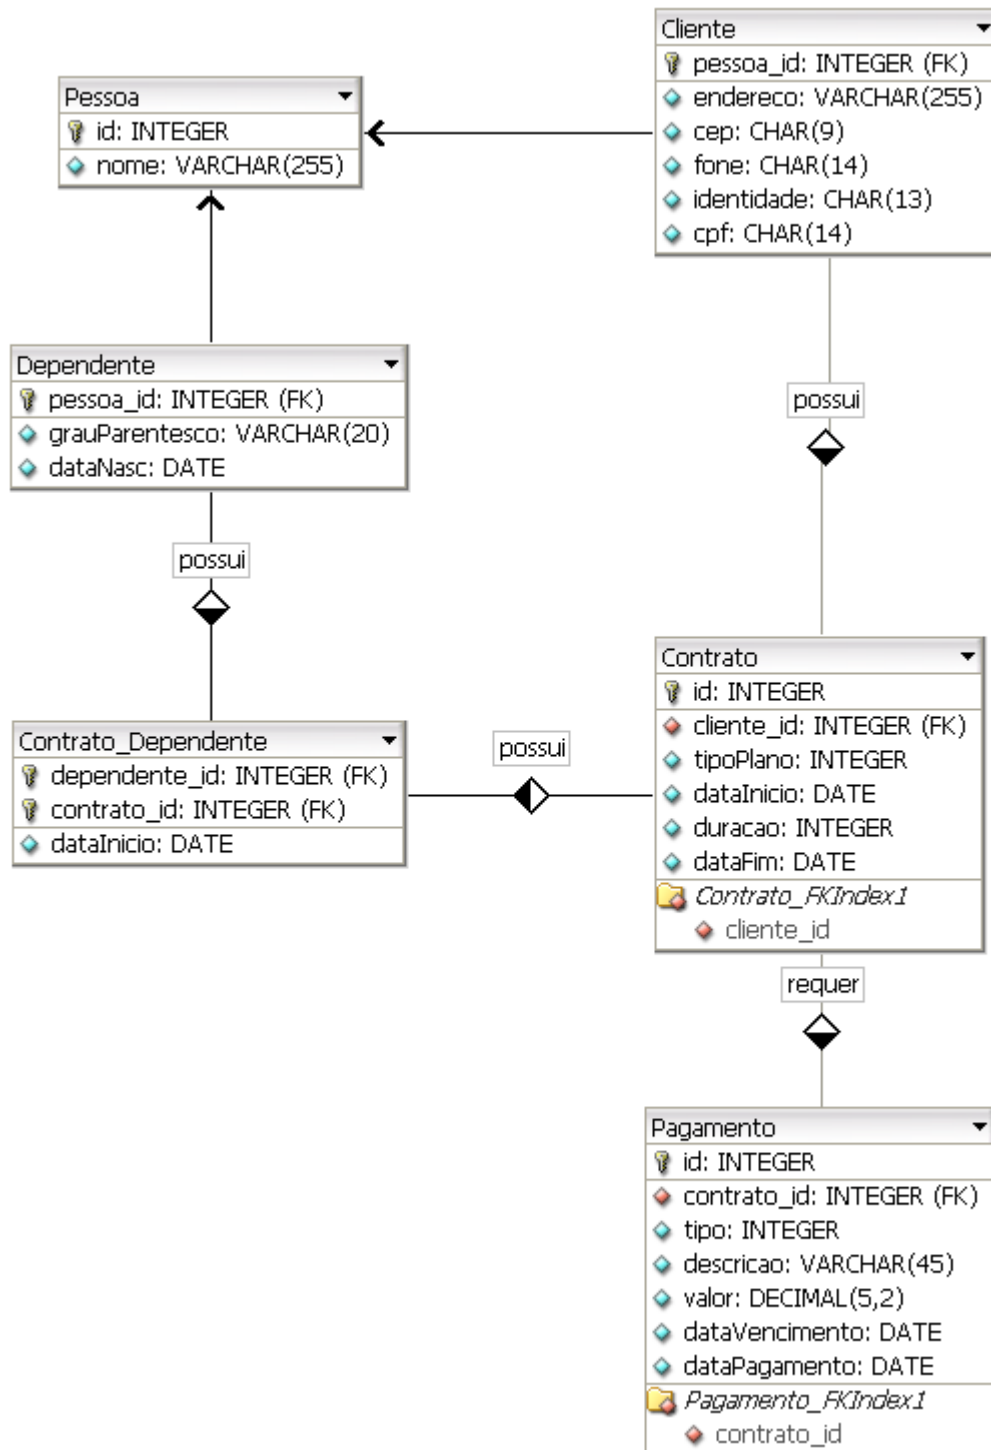 Cliente
pessoa_id: INTEGER (FK)
endereco: VARCHAR(255)
cep: CHAR(9)
fone: CHAR(14)
identidade: CHAR(13)
cpf: CHAR(14)
Pessoa
id: INTEGER
nome: VARCHAR(255)
Dependente
pessoa_id: INTEGER (FK)
grauParentesco: VARCHAR(20)
dataNasc: DATE
possui
possui
Contrato
id: INTEGER
cliente_id: INTEGER (FK)
tipoPlano: INTEGER
dataInicio: DATE
duracao: INTEGER
dataFim: DATE
Contrato_FKIndex1
cliente_id
Contrato_Dependente
dependente_id: INTEGER (FK)
contrato_id: INTEGER (FK)
dataInicio: DATE
possui
requer
Pagamento
id: INTEGER
contrato_id: INTEGER (FK)
tipo: INTEGER
descricao: VARCHAR(45)
valor: DECIMAL(5,2)
dataVencimento: DATE
dataPagamento: DATE
Pagamento_FKIndex1
contrato_id